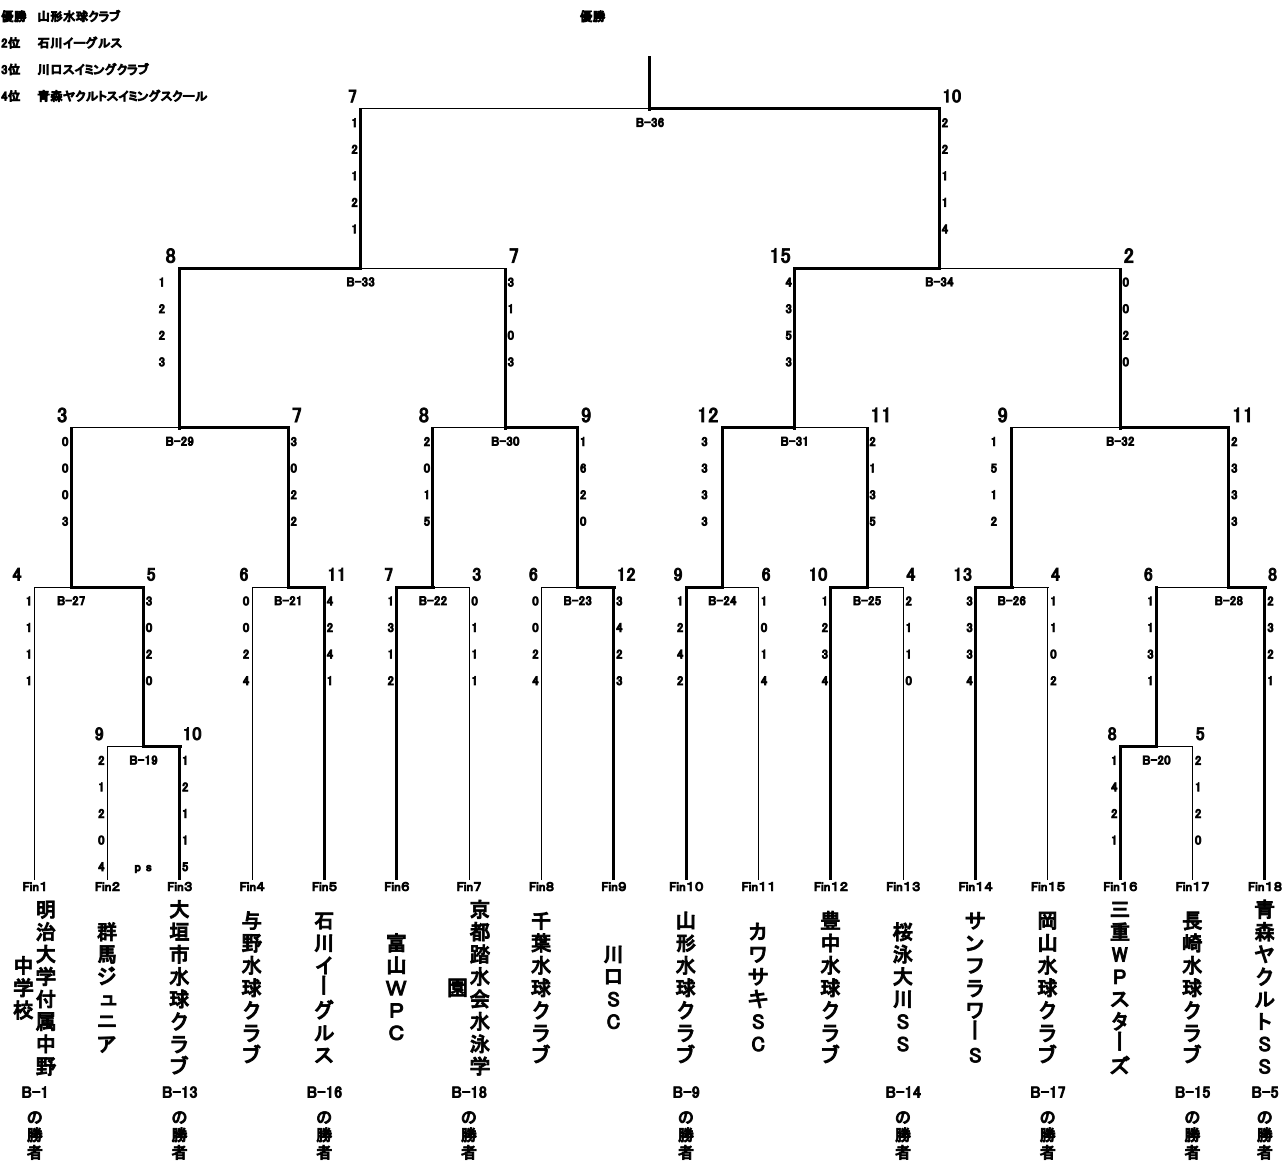 優勝 山形水球クラブ 優勝
2位 石川イーグルス
3位 川口スイミングクラブ
4位 青森ヤクルトスイミングスクール
7 10
1 B-36 2
2 2
1 1
2 1
1 4
8 7 15 2
1 B-33 3 4 B-34 0
2 1 3 0
2 0 5 2
3 3 3 0
3 7 8 9 12 11 9 11
0 B-29 3 2 B-30 1 3 B-31 2 1 B-32 2
0 0 0 6 3 1 5 3
0 2 1 2 3 3 1 3
3 2 5 0 3 5 2 3
4 5 6 11 7 3 6 12 9 6 10 4 13 4 6 8
1 B-27 3 0 B-21 4 1 B-22 0 0 B-23 3 1 B-24 1 1 B-25 2 3 B-26 1 1 B-28 2
1 0 0 2 3 1 0 4 2 0 2 1 3 1 1 3
1 2 2 4 1 1 2 2 4 1 3 1 3 0 3 2
1 0 4 1 2 1 4 3 2 4 4 0 4 2 1 1
9 10 8 5
2 B-19 1 1 B-20 2
1 2 4 1
2 1 2 2
0 1 1 0
4 ps 5
Fin1 Fin2 Fin3 Fin4 Fin5 Fin6 Fin7 Fin8 Fin9 Fin10 Fin11 Fin12 Fin13 Fin14 Fin15 Fin16 Fin17 Fin18
明治大学付属中野
中学校
群馬ジュニア
大垣市水球クラブ
与野水球クラブ
石川イーグルス
富山WPC
京都踏水会水泳学
園
千葉水球クラブ
川口SC
山形水球クラブ
カワサキSC
豊中水球クラブ
桜泳大川SS
サンフラワーS
岡山水球クラブ
三重WPスターズ
長崎水球クラブ
青森ヤクルトSS
B-1の勝者
B-13の勝者
B-16の勝者
B-18の勝者
B-9の勝者
B-14の勝者
B-17の勝者
B-15の勝者
B-5の勝者